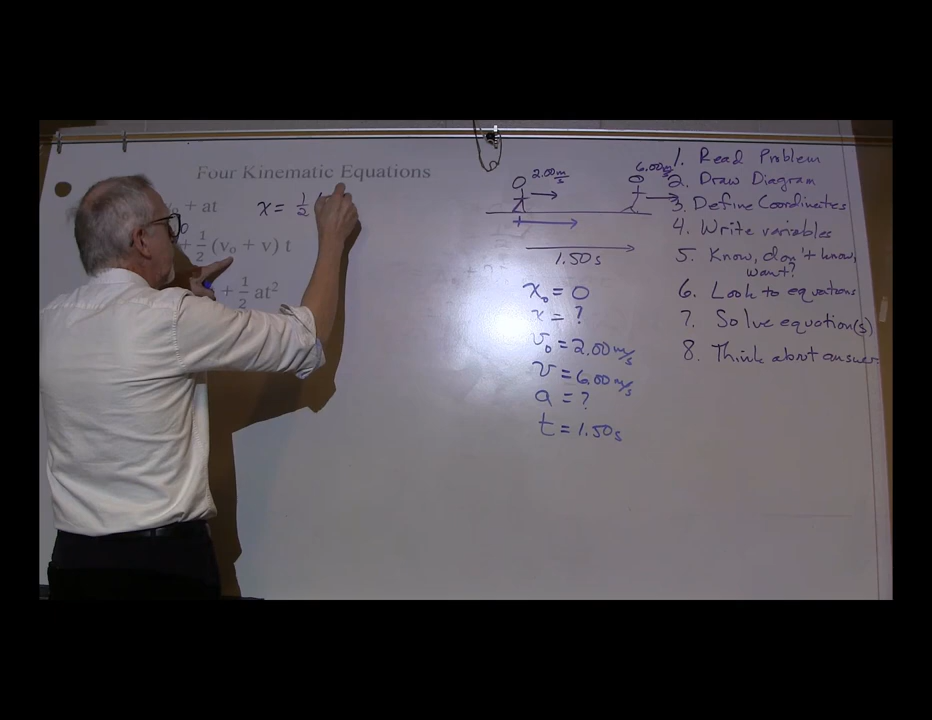 Four Kinematic Equations
+ at
x = 1/2 (
0
+ 1/2 (v₀ + v) t
+ 1/2 at²
2.00 m/s
6.00 m/s
+
1.50 s
x₀ = 0
x = ?
v₀ = 2.00 m/s
v = 6.00 m/s
a = ?
t = 1.50 s
1. Read Problem
2. Draw Diagram
3. Define Coordinates
4. Write variables
5. Know, don't know,
want?
6. Look to equations
7. Solve equation(s)
8. Think about answer